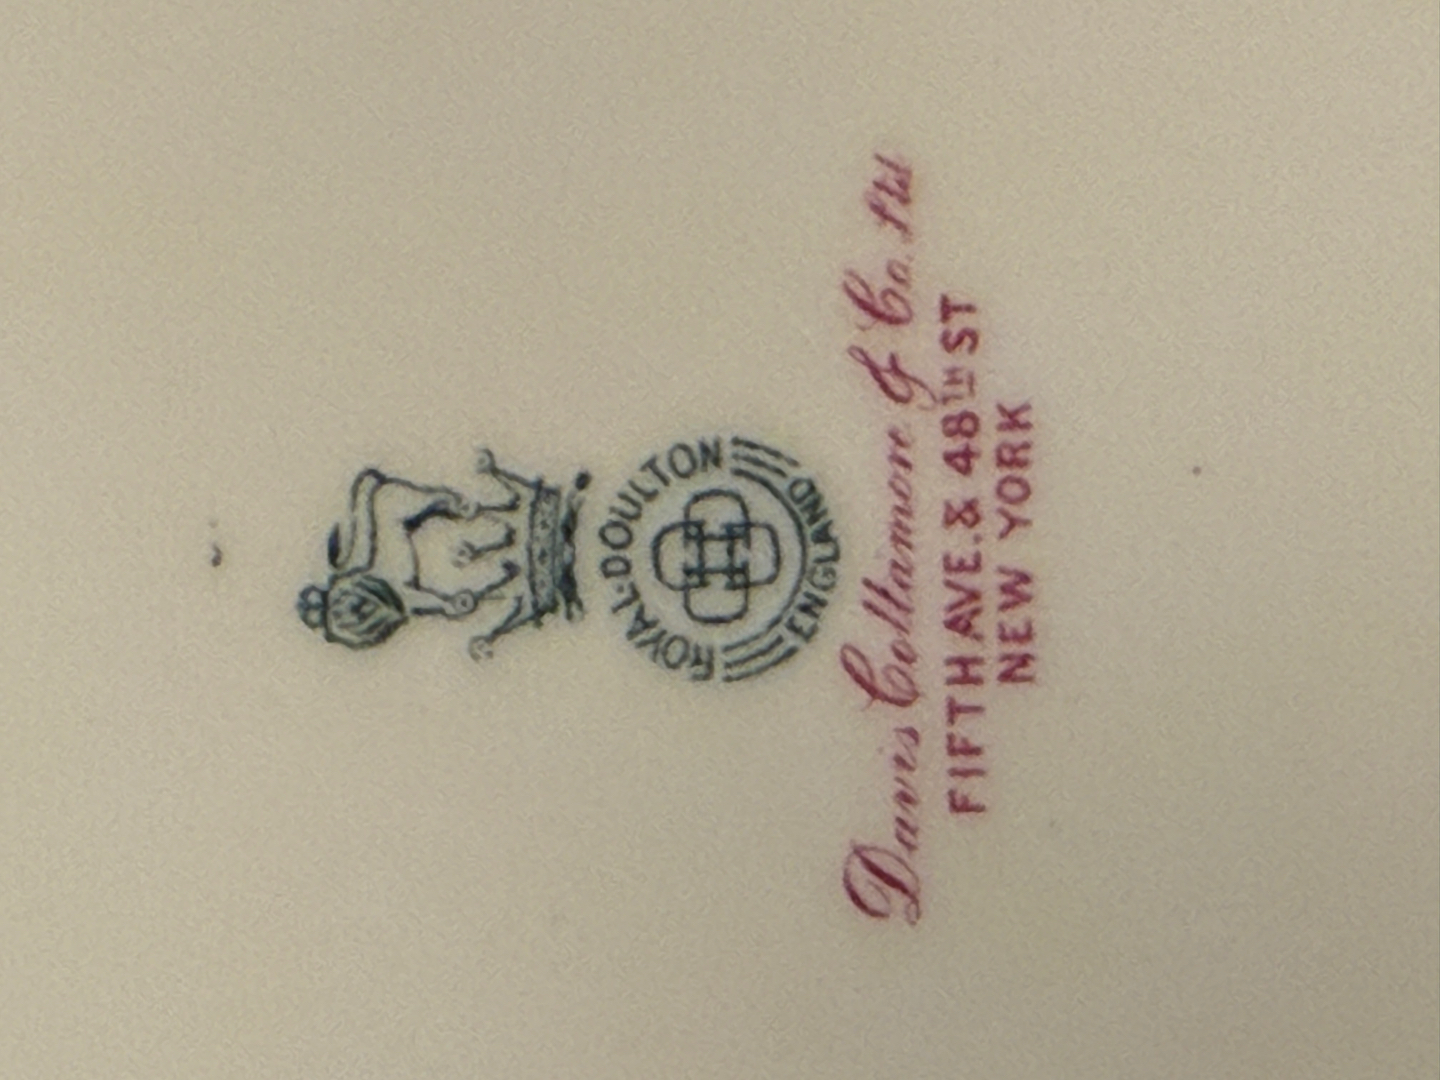 ROYAL·DOULTON
ENGLAND
Davis Collamore & Co. Ltd
FIFTH AVE. & 48TH ST
NEW YORK